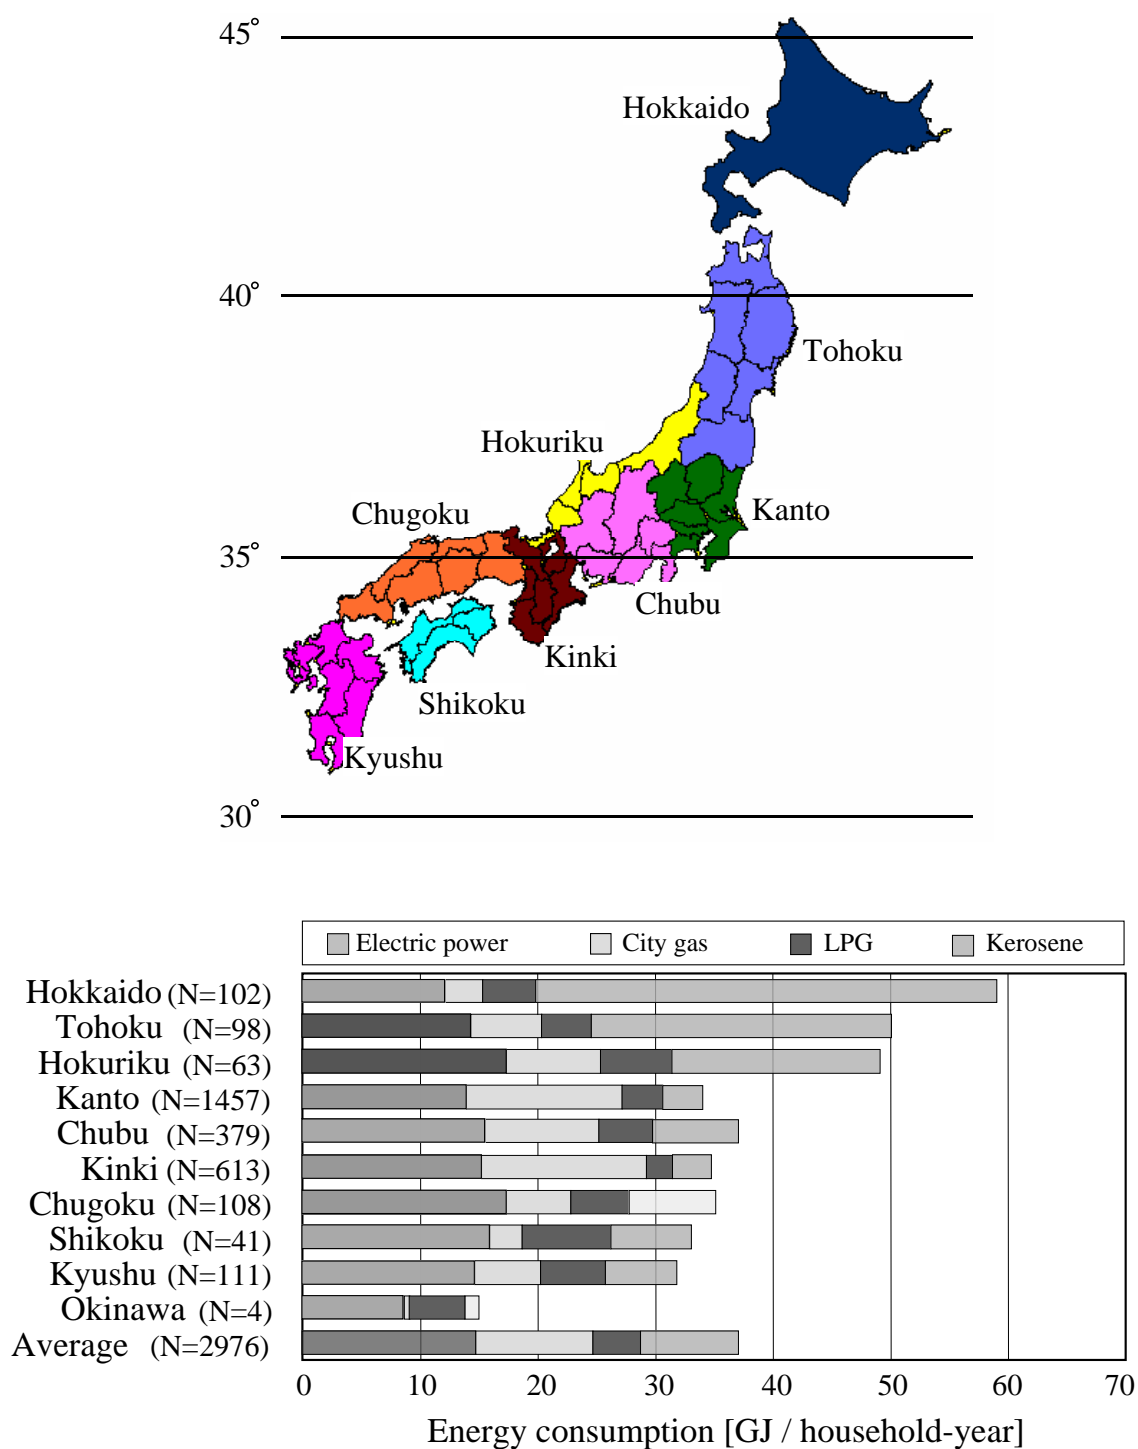 45°
Hokkaido
40°
Tohoku
Hokuriku
Chugoku
Kanto
35°
Chubu
Kinki
Shikoku
Kyushu
30°
Electric power City gas LPG Kerosene
Hokkaido (N=102)
Tohoku (N=98)
Hokuriku (N=63)
Kanto (N=1457)
Chubu (N=379)
Kinki (N=613)
Chugoku (N=108)
Shikoku (N=41)
Kyushu (N=111)
Okinawa (N=4)
Average (N=2976)
0 10 20 30 40 50 60 70
Energy consumption [GJ / household-year]